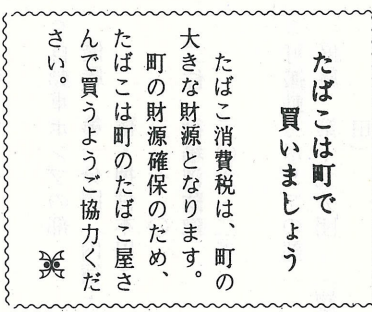 たばこは町で
買いましょう
たばこ消費税は、町の
大きな財源となります。
町の財源確保のため、
たばこは町のたばこ屋さ
んで買うようご協力くだ
さい。